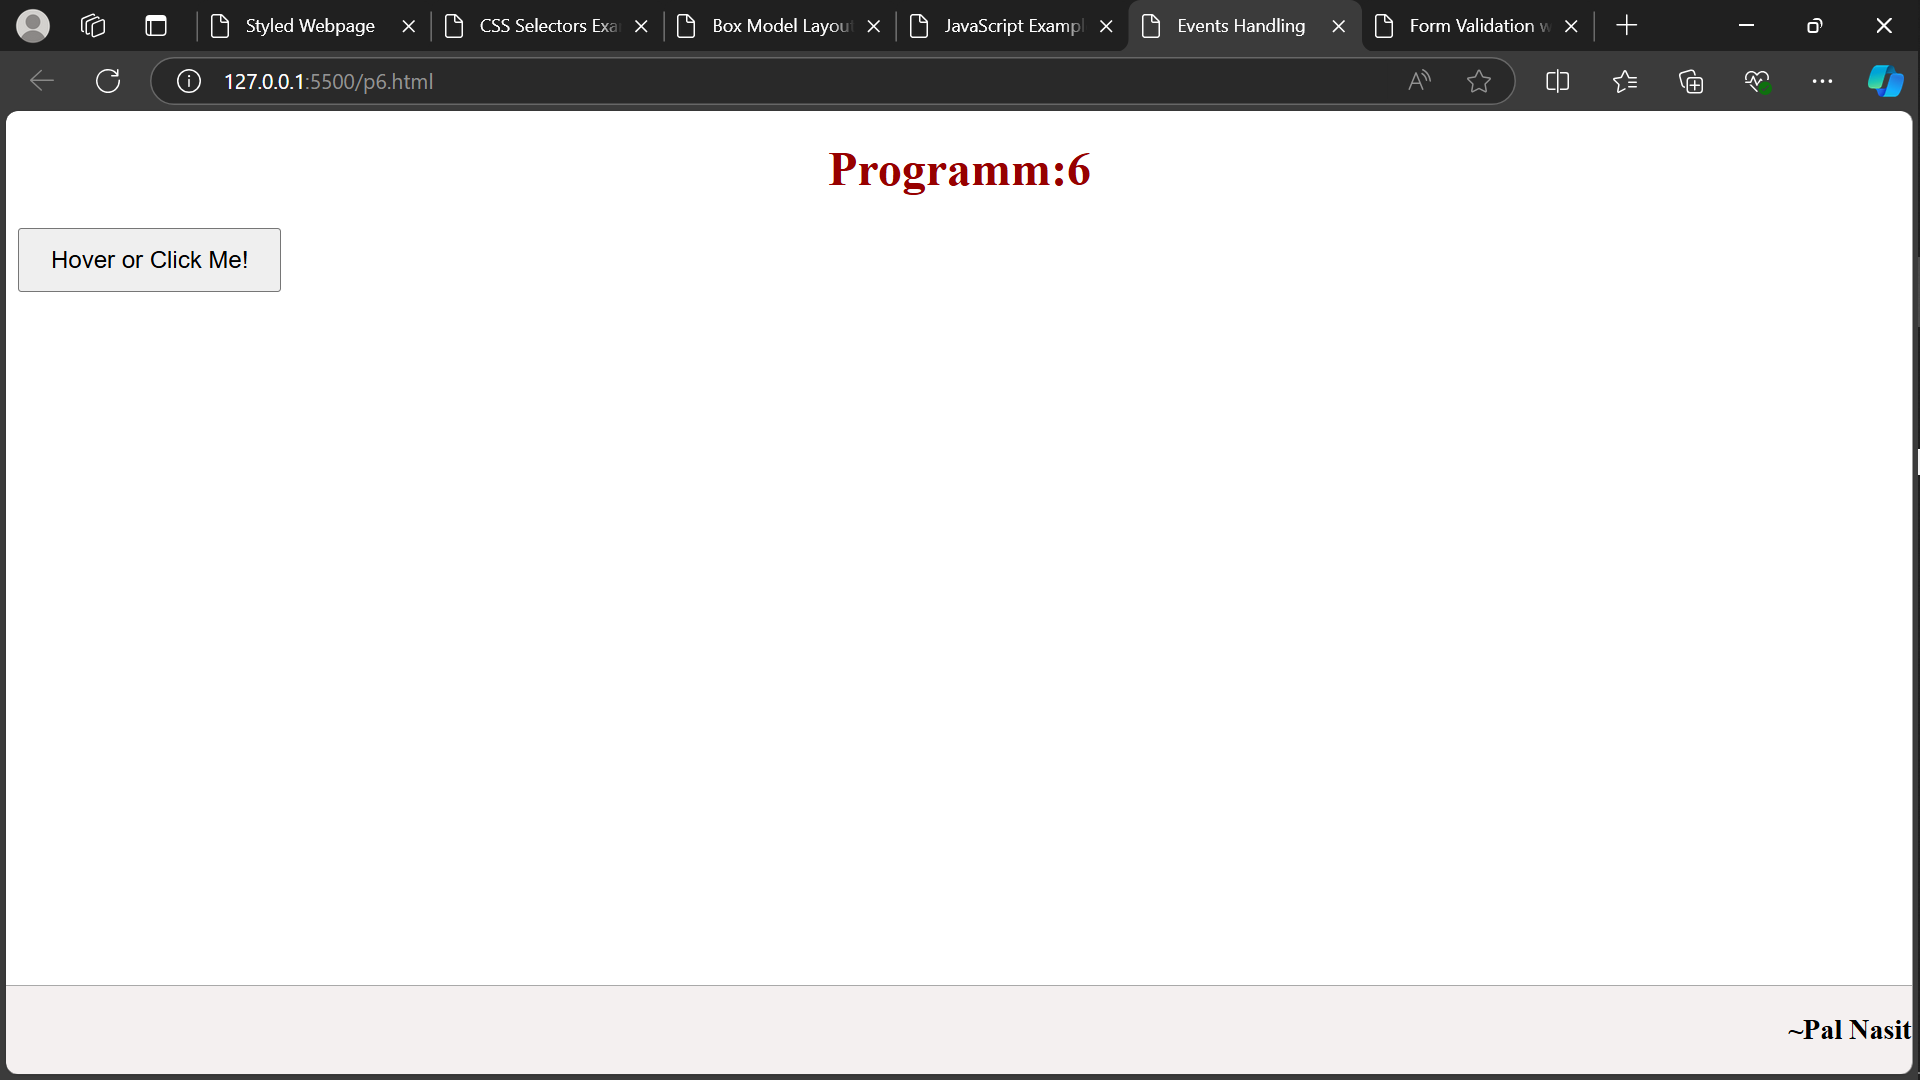 Styled Webpage
CSS Selectors Exa
Box Model Layou
JavaScript Exampl
Events Handling
Form Validation w
127.0.0.1:5500/p6.html
Programm:6
Hover or Click Me!
~Pal Nasit